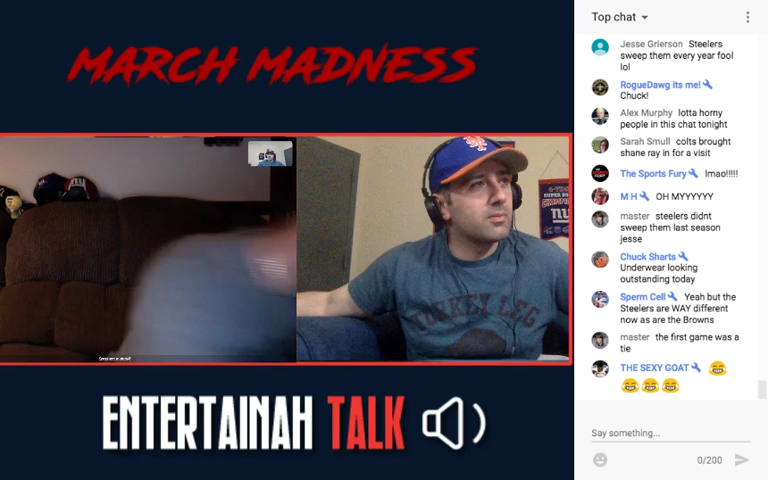 MARCH MADNESS
TURKEY LEG
ENTERTAINAH TALK
Top chat
Jesse Grierson Steelers
sweep them every year fool
lol
RogueDawg its me!
Chuck!
Alex Murphy lotta horny
people in this chat tonight
Sarah Smull colts brought
shane ray in for a visit
The Sports Fury lmao!!!!!
M H OH MYYYYYY
master steelers didnt
sweep them last season
jesse
Chuck Sharts
Underwear looking
outstanding today
Sperm Cell Yeah but the
Steelers are WAY different
now as are the Browns
master the first game was a
tie
THE SEXY GOAT 😂
😂😂😂
Say something...
0/200